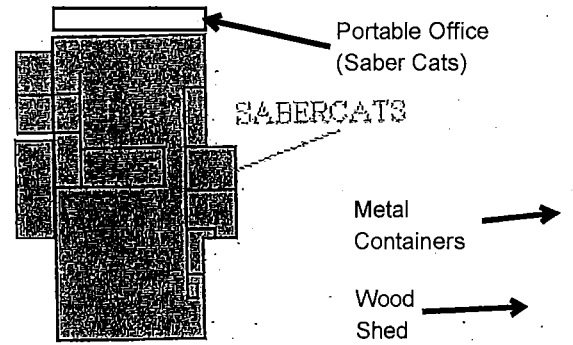 Portable Office
(Saber Cats)
SABERCATS
Metal
Containers
Wood
Shed